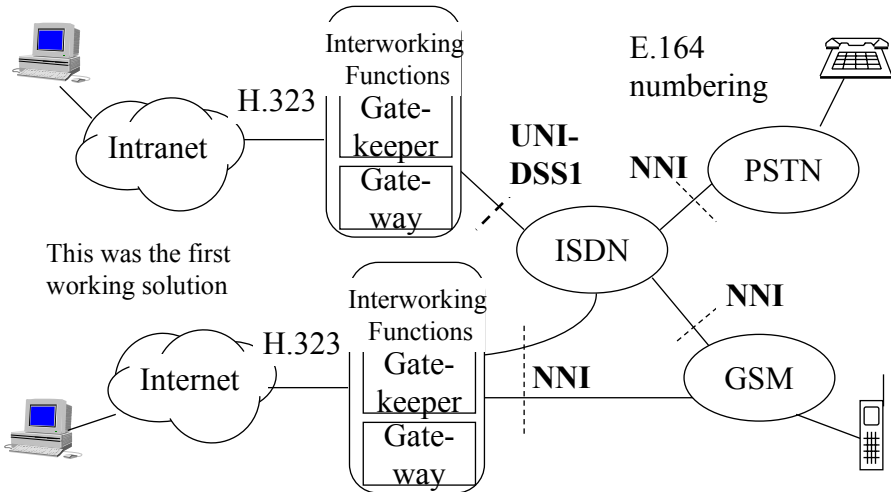 Interworking
Functions
Gate-
keeper
Gate-
way
E.164
numbering
H.323
Intranet
UNI-
DSS1
NNI
PSTN
ISDN
This was the first
working solution
Interworking
Functions
Gate-
keeper
Gate-
way
NNI
H.323
Internet
NNI
GSM